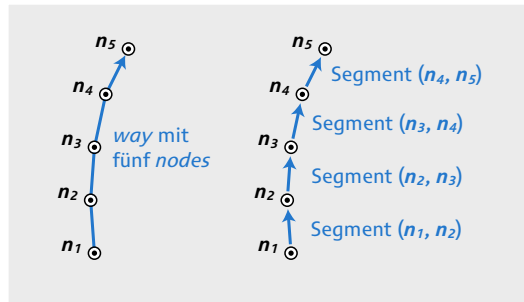 n5
n4
n3
way mit
fünf nodes
n2
n1
n5
Segment (n4, n5)
n4
Segment (n3, n4)
n3
Segment (n2, n3)
n2
Segment (n1, n2)
n1